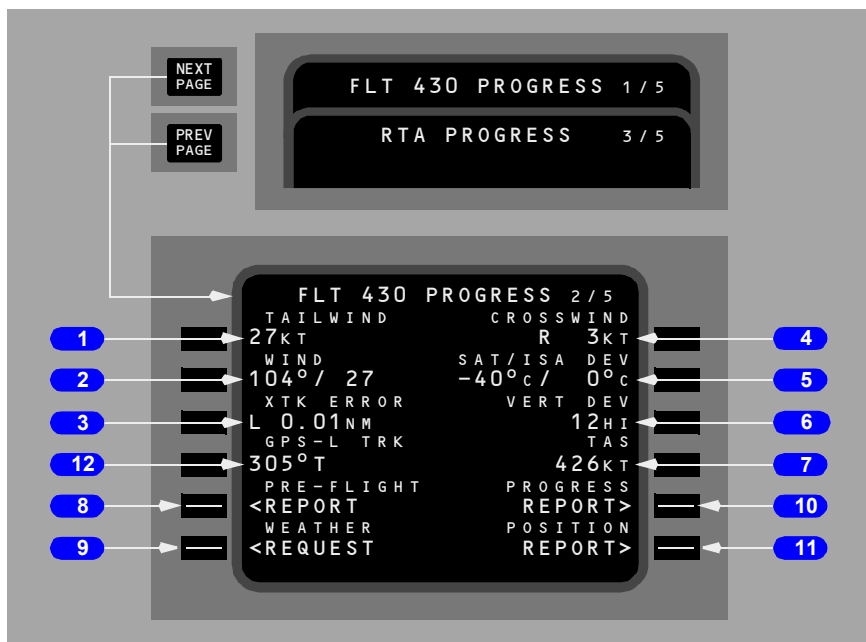 NEXT
PAGE
PREV
PAGE
FLT 430 PROGRESS 1/5
RTA PROGRESS 3/5
FLT 430 PROGRESS 2/5
TAILWIND CROSSWIND
1 27KT R 3KT 4
WIND SAT/ISA DEV
2 104°/ 27 -40°C/ 0°C 5
XTK ERROR VERT DEV
3 L 0.01NM 12HI 6
GPS-L TRK TAS
12 305°T 426KT 7
PRE-FLIGHT PROGRESS
8 <REPORT REPORT> 10
WEATHER POSITION
9 <REQUEST REPORT> 11